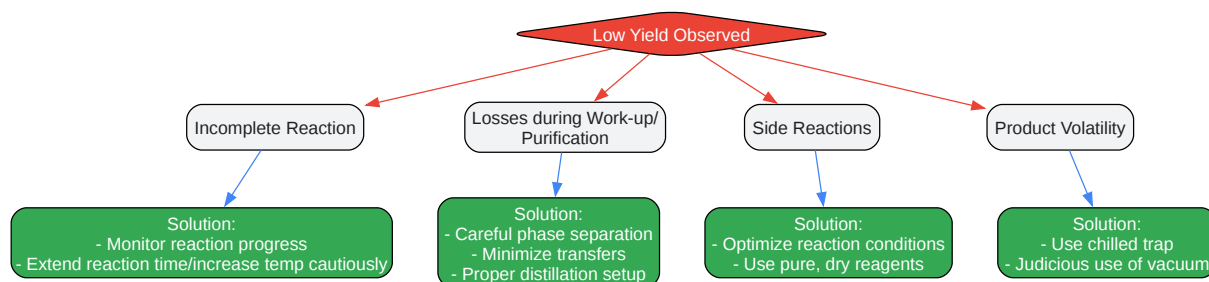 Low Yield Observed
Incomplete Reaction
Losses during Work-up/
Purification
Side Reactions
Product Volatility
Solution:
- Monitor reaction progress
- Extend reaction time/increase temp cautiously
Solution:
- Careful phase separation
- Minimize transfers
- Proper distillation setup
Solution:
- Optimize reaction conditions
- Use pure, dry reagents
Solution:
- Use chilled trap
- Judicious use of vacuum